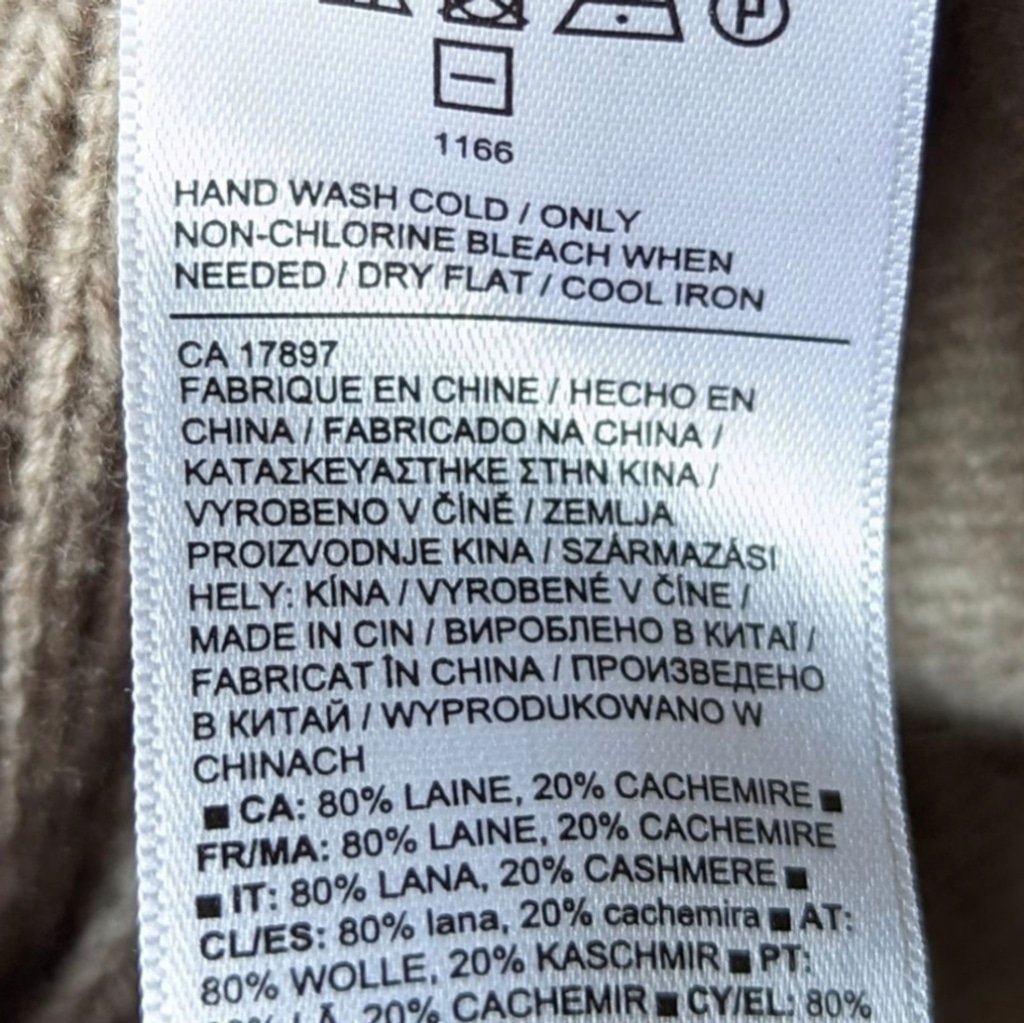 P
1166
HAND WASH COLD / ONLY
NON-CHLORINE BLEACH WHEN
NEEDED / DRY FLAT / COOL IRON
CA 17897
FABRIQUE EN CHINE / HECHO EN
CHINA / FABRICADO NA CHINA /
ΚΑΤΑΣΚΕΥΑΣΤΗΚΕ ΣΤΗΝ ΚΙΝΑ /
VYROBENO V ČÍNĚ / ZEMLJA
PROIZVODNJE KINA / SZÁRMAZÁSI
HELY: KÍNA / VYROBENÉ V ČÍNE /
MADE IN CIN / ВИРОБЛЕНО В КИТАЇ /
FABRICAT ÎN CHINA / ПРОИЗВЕДЕНО
В КИТАЙ / WYPRODUKOWANO W
CHINACH
■ CA: 80% LAINE, 20% CACHEMIRE ■
FR/MA: 80% LAINE, 20% CACHEMIRE
■ IT: 80% LANA, 20% CASHMERE ■
CL/ES: 80% lana, 20% cachemira ■ AT:
80% WOLLE, 20% KASCHMIR ■ PT:
LÃ, 20% CACHEMIR ■ CY/EL: 80%